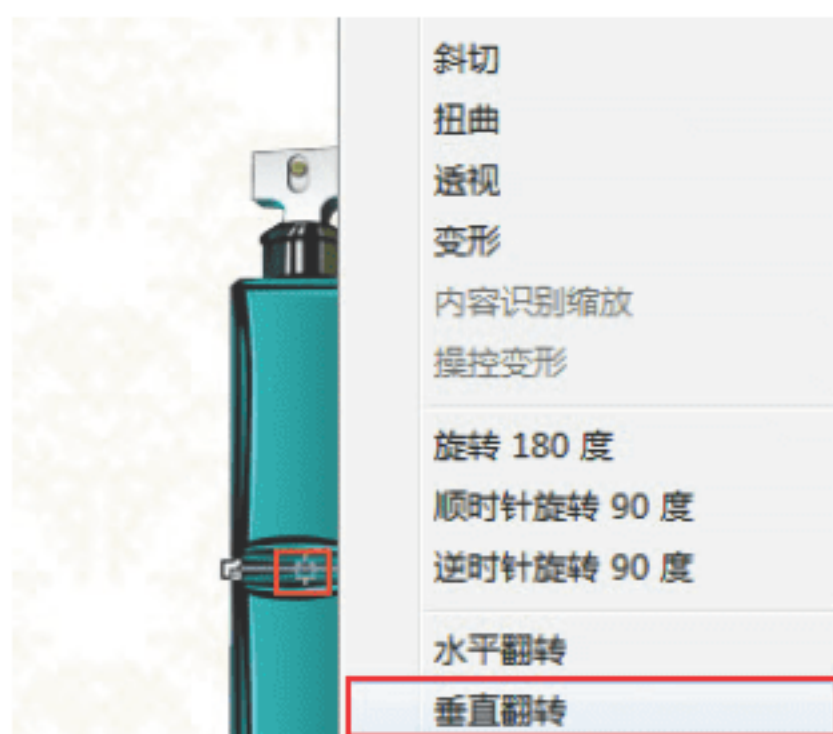 斜切
扭曲
透视
变形
内容识别缩放
操控变形
旋转 180 度
顺时针旋转 90 度
逆时针旋转 90 度
水平翻转
垂直翻转